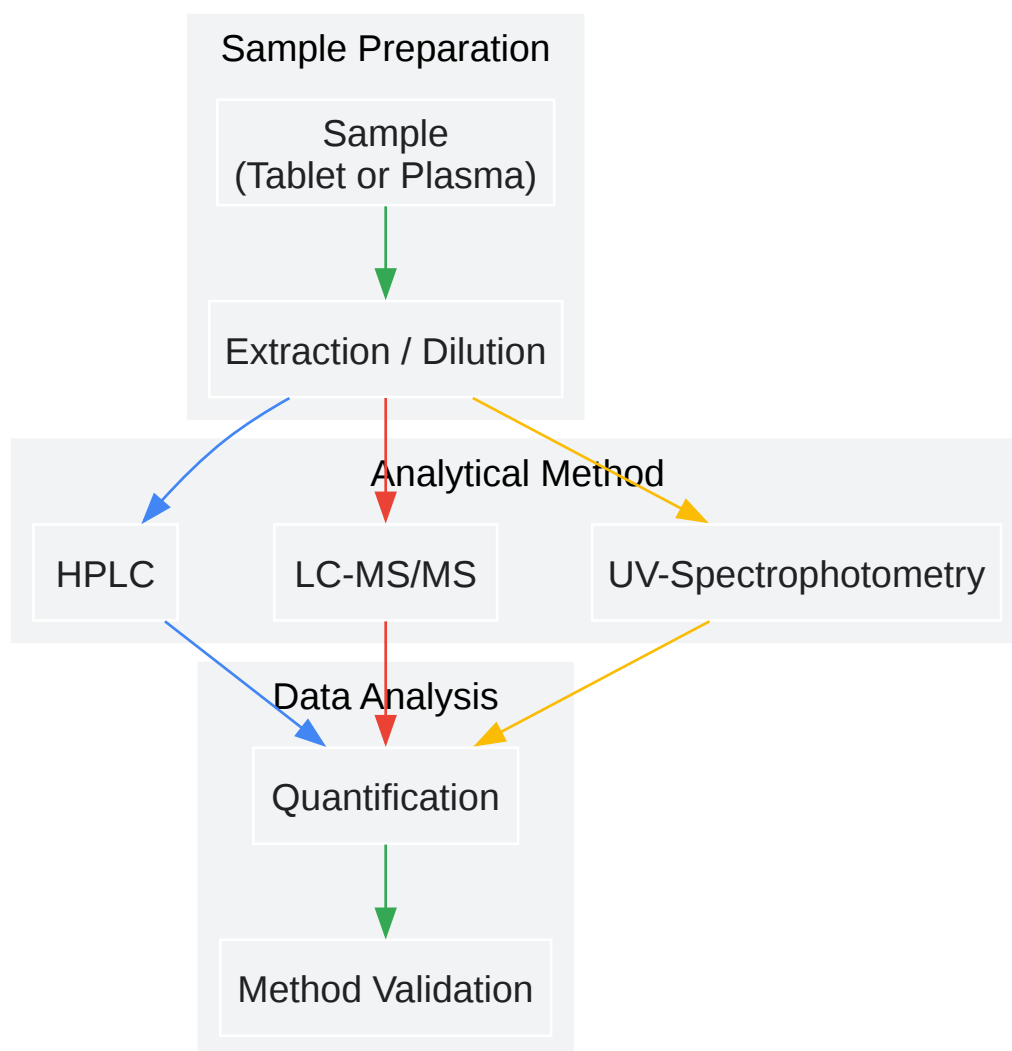 Sample Preparation
Sample
(Tablet or Plasma)
Extraction / Dilution
Analytical Method
HPLC
LC-MS/MS
UV-Spectrophotometry
Data Analysis
Quantification
Method Validation